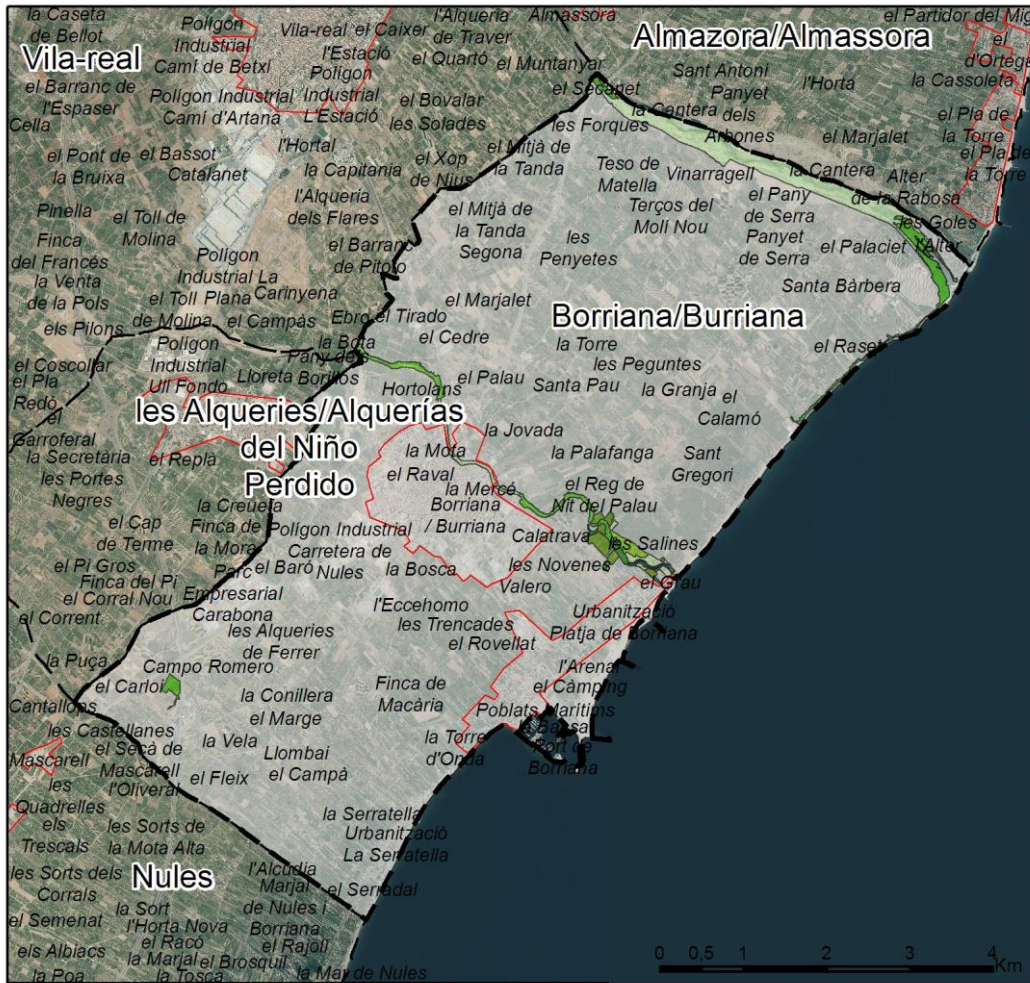 la Caseta
de Bellot
Vila-real
Polígon
Industrial
Camí de Betxí
Vila-real
el Caixer
l'Estació
Polígon
Industrial
L'Estació
l'Alqueria
de Traver
el Quartó
Almassora
el Muntanyar
Almazora/Almassora
el Partidor del Mig
el
d'Ortega
la Cassoleta
el Barranc de
l'Espaser
Cella
Polígon Industrial
Camí d'Artana
el Bovalar
les Solades
el Secanet
Sant Antoni
Panyet
dels
Arbones
l'Horta
la Cantera
el Marjalet
el Pla de
la Torre
el Pla de
la Torre
el Pont de
la Bruixa
el Bassot
Catalanet
l'Hortal
la Capitania
el Xop
de Nius
el Mitjà de
la Tanda
les Forques
Teso de
Matella
Vinarragell
la Cantera
Alter
de la Rabosa
les Goles
Pinella
el Toll de
Molina
l'Alqueria
dels Flares
el Mitjà de
la Tanda
Segona
Terços del
Molí Nou
el Pany
de Serra
Panyet
de Serra
el Palaciet
l'Alter
Finca
del Francés
la Venta
de la Pols
els Pilons
Polígon
Industrial La
Plana
el Toll
de Molina
Carinyena
el Campàs
el Barranc
de Pitoto
les
Penyetes
Santa Bàrbera
el Marjalet
Ebro
el Tirado
el Cedre
Borriana/Burriana
el Raset
el Coscollar
el Pla
Redó
el
Garroferal
Polígon
Industrial
Ull Fondo
la Bota
Pany dels
Borillos
Lloreta
Hortolans
la Torre
les Peguntes
el Palau
Santa Pau
la Granja
el
Calamó
les Alqueries/Alquerías
del Niño
Perdido
la Secretària
les Portes
Negres
el Replà
la Jovada
la Mota
el Raval
la Palafanga
Sant
Gregori
la Creueta
la Mercé
el Reg de
Nit del Palau
el Cap
de Terme
Finca de
la Mora
Polígon Industrial
Carretera de
Nules
Borriana
/ Burriana
Calatrava
les Salines
el Pi Gros
Finca del Pi
el Corral Nou
el Corrent
Parc
Empresarial
Carabona
el Baró
la Bosca
les Novenes
Valero
el Grau
l'Eccehomo
les Trencades
el Rovellat
Urbanització
Platja de Borriana
les Alqueries
de Ferrer
la Puça
Campo Romero
el Carloi
l'Arenal
el Càmping
Cantallops
la Conillera
el Marge
Finca de
Macària
Poblats Marítims
la Bassa
Port de
Borriana
les Castellanes
el Secà de
Mascarell
l'Oliveral
la Vela
Llombai
el Campà
la Torre
d'Onda
Mascarell
les
Quadrelles
els
Trescals
el Fleix
les Sorts de
la Mota Alta
la Serratella
Urbanització
La Serratella
les Sorts dels
Corrals
Nules
l'Alcúdia
Marjal
de Nules i
Borriana
el Serradal
el Semenat
la Sort
l'Horta Nova
el Racó
la Marjal
la Tosca
el Rajolí
els Albiacs
la Poa
el Brosquil
la Mar de Nules
0 0,5 1 2 3 4
Km